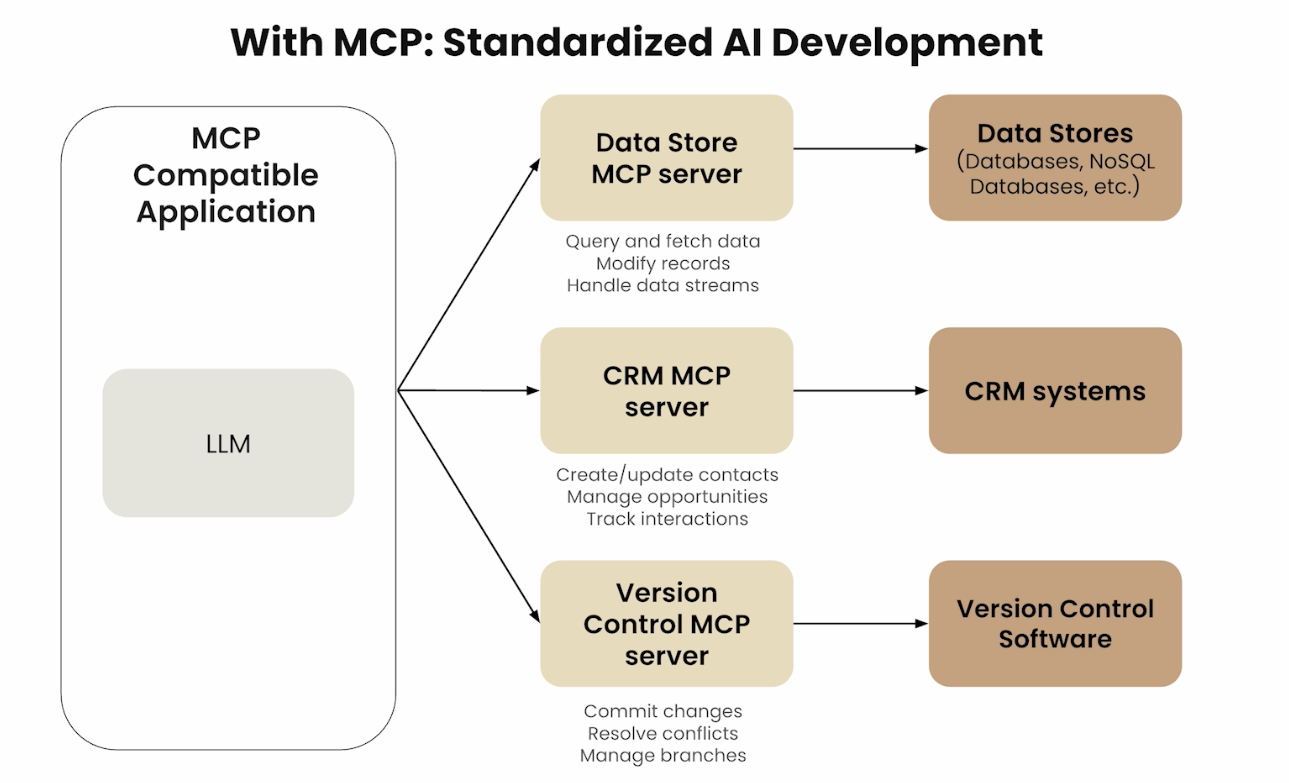 With MCP: Standardized AI Development
MCP
Compatible
Application
LLM
Data Store
MCP server
Query and fetch data
Modify records
Handle data streams
Data Stores
(Databases, NoSQL
Databases, etc.)
CRM MCP
server
Create/update contacts
Manage opportunities
Track interactions
CRM systems
Version
Control MCP
server
Commit changes
Resolve conflicts
Manage branches
Version Control
Software